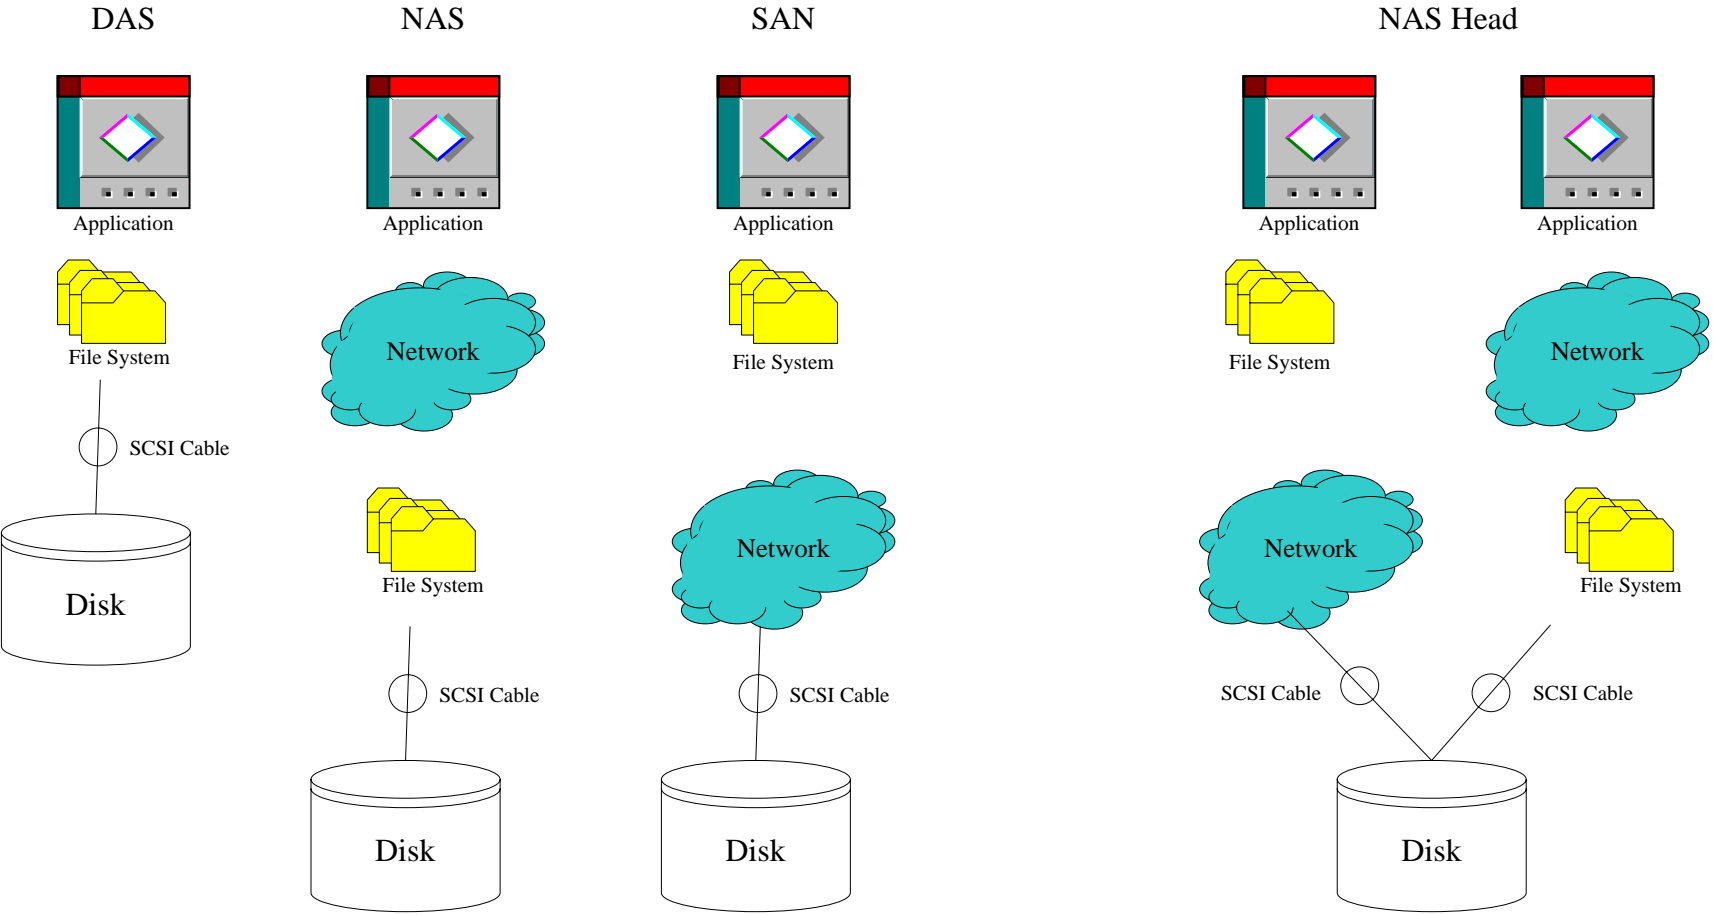 DAS
NAS
SAN
NAS Head
Application
Application
Application
Application
Application
File System
Network
File System
File System
Network
SCSI Cable
File System
Network
Network
File System
Disk
SCSI Cable
SCSI Cable
SCSI Cable
SCSI Cable
Disk
Disk
Disk